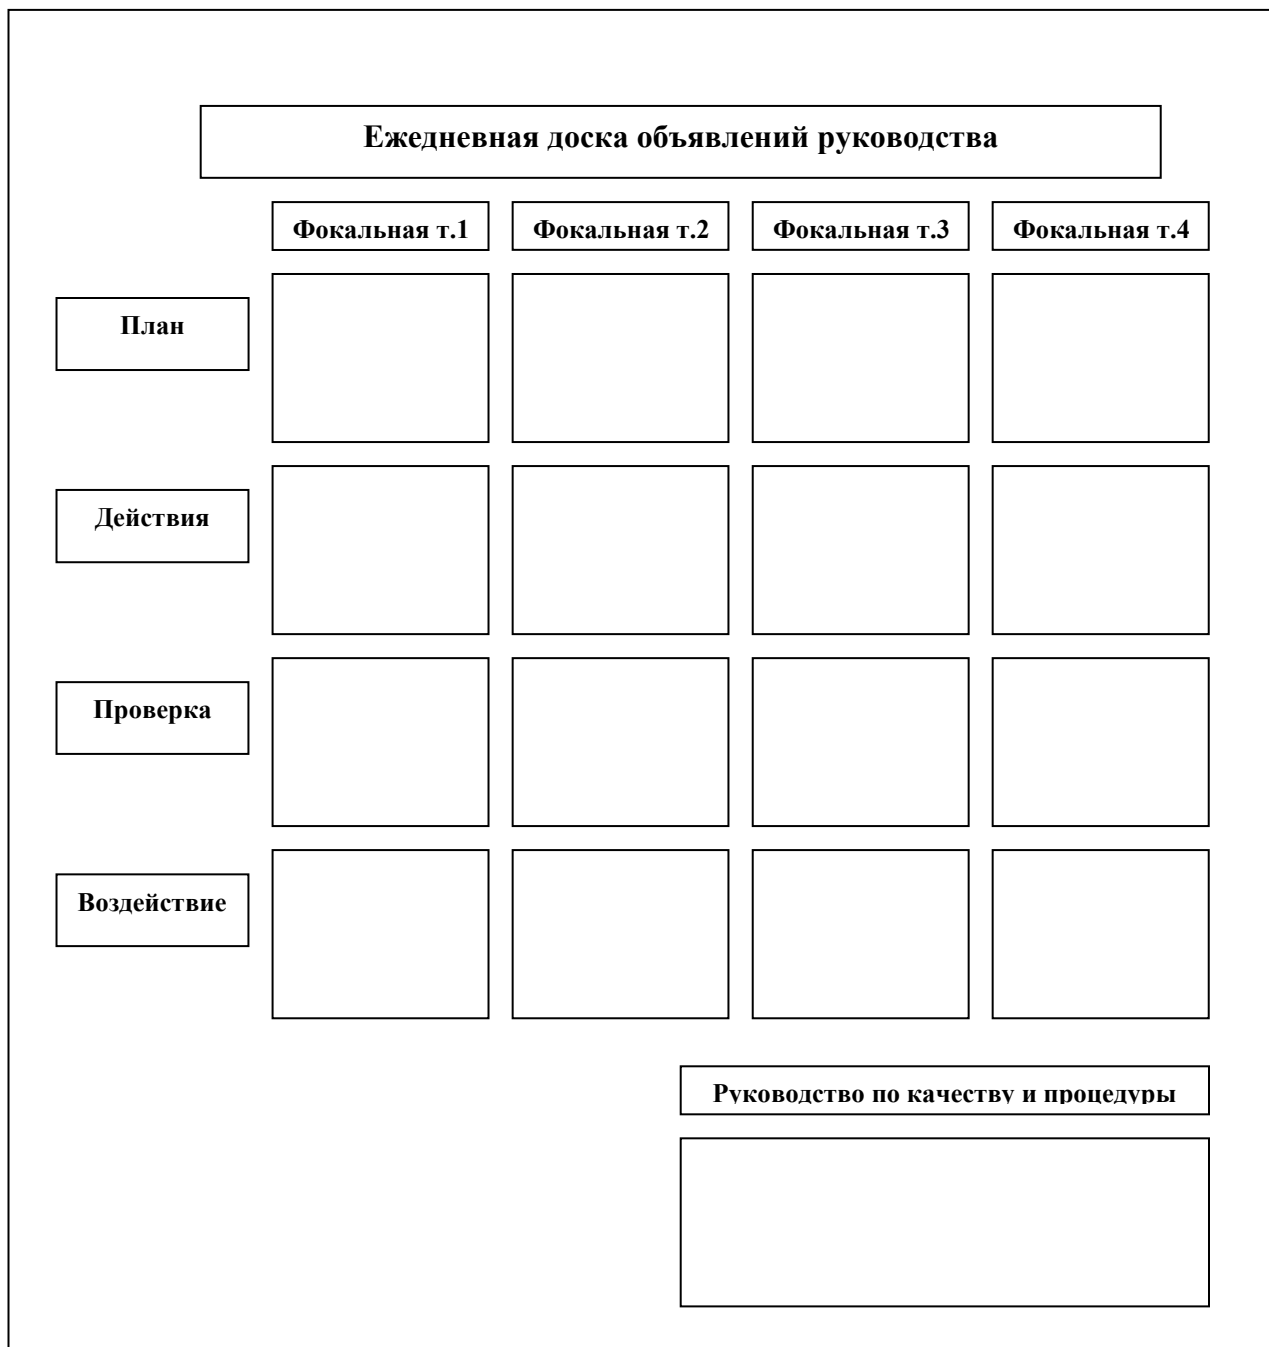 Ежедневная доска объявлений руководства
Фокальная т.1 Фокальная т.2 Фокальная т.3 Фокальная т.4
План
Действия
Проверка
Воздействие
Руководство по качеству и процедуры